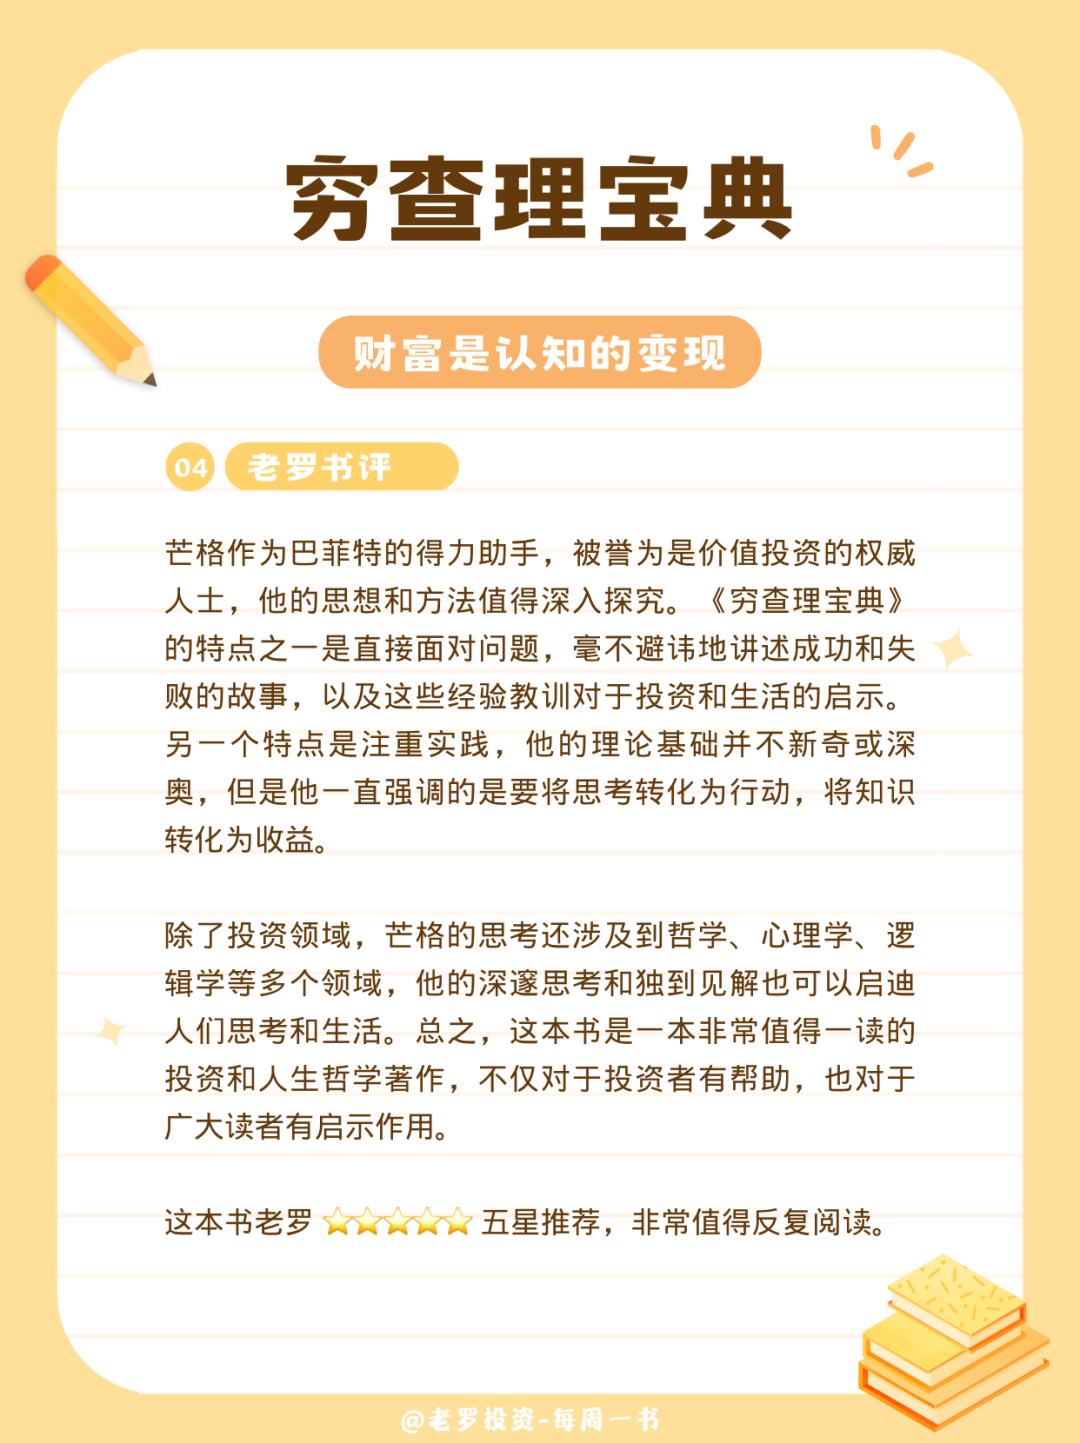 穷查理宝典
财富是认知的变现
04 老罗书评
芒格作为巴菲特的得力助手，被誉为是价值投资的权威
人士，他的思想和方法值得深入探究。《穷查理宝典》
的特点之一是直接面对问题，毫不避讳地讲述成功和失
败的故事，以及这些经验教训对于投资和生活的启示。
另一个特点是注重实践，他的理论基础并不新奇或深
奥，但是他一直强调的是要将思考转化为行动，将知识
转化为收益。
除了投资领域，芒格的思考还涉及到哲学、心理学、逻
辑学等多个领域，他的深邃思考和独到见解也可以启迪
人们思考和生活。总之，这本书是一本非常值得一读的
投资和人生哲学著作，不仅对于投资者有帮助，也对于
广大读者有启示作用。
这本书老罗 ⭐⭐⭐⭐⭐ 五星推荐，非常值得反复阅读。
@老罗投资-每周一书